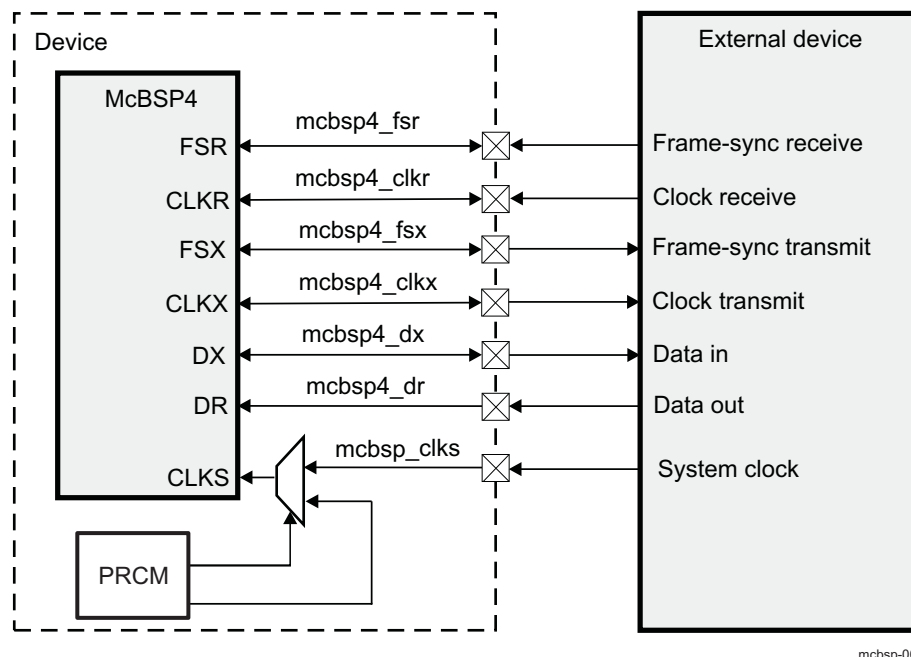 Device
External device
McBSP4
mcbsp4_fsr
FSR
Frame-sync receive
mcbsp4_clkr
CLKR
Clock receive
mcbsp4_fsx
FSX
Frame-sync transmit
mcbsp4_clkx
CLKX
Clock transmit
mcbsp4_dx
DX
Data in
mcbsp4_dr
DR
Data out
mcbsp_clks
CLKS
System clock
PRCM